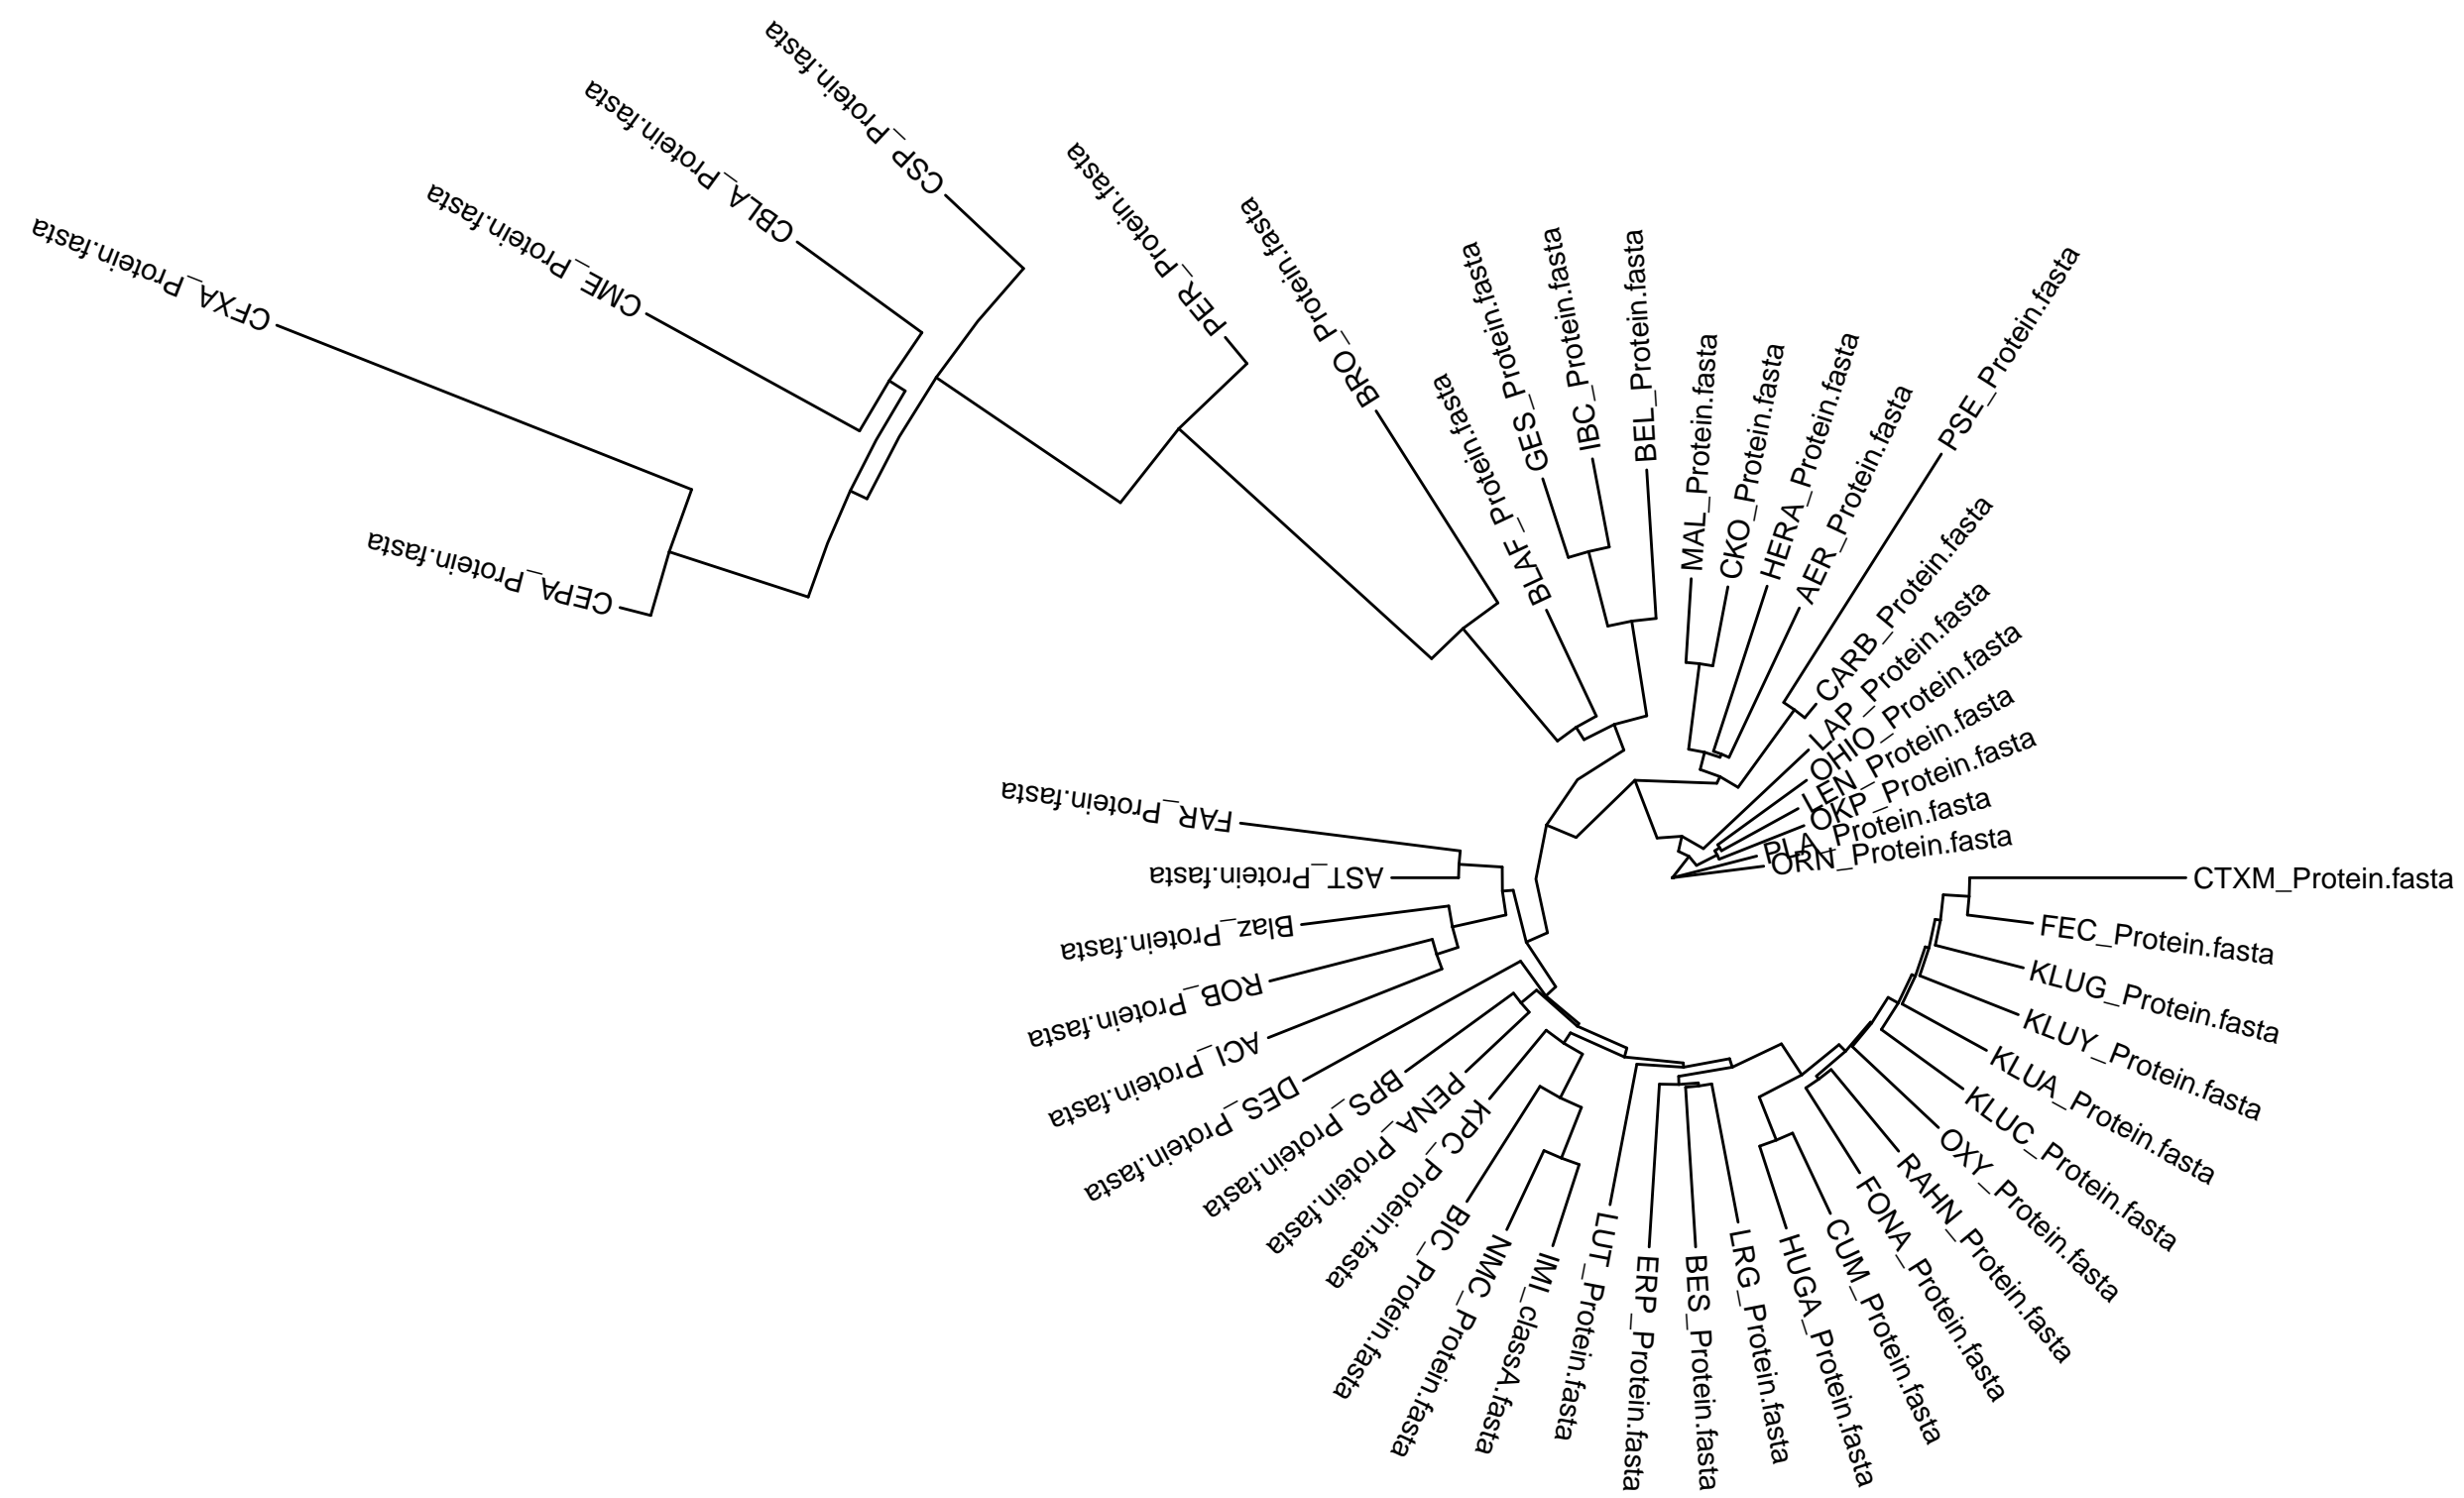 CTXM_Protein.fasta
FEC_Protein.fasta
KLUG_Protein.fasta
KLUY_Protein.fasta
KLUA_Protein.fasta
KLUC_Protein.fasta
OXY_Protein.fasta
RAHN_Protein.fasta
FONA_Protein.fasta
CUM_Protein.fasta
HUGA_Protein.fasta
LRG_Protein.fasta
BES_Protein.fasta
ERP_Protein.fasta
LUT_Protein.fasta
IMI_classA.fasta
NMC_Protein.fasta
BIC_Protein.fasta
KPC_Protein.fasta
PENA_Protein.fasta
BPS_Protein.fasta
DES_Protein.fasta
ACI_Protein.fasta
ROB_Protein.fasta
Blaz_Protein.fasta
AST_Protein.fasta
FAR_Protein.fasta
CEPA_Protein.fasta
CFXA_Protein.fasta
CME_Protein.fasta
CBLA_Protein.fasta
CSP_Protein.fasta
PER_Protein.fasta
BRO_Protein.fasta
BLAF_Protein.fasta
GES_Protein.fasta
IBC_Protein.fasta
BEL_Protein.fasta
MAL_Protein.fasta
CKO_Protein.fasta
HERA_Protein.fasta
AER_Protein.fasta
PSE_Protein.fasta
CARB_Protein.fasta
LAP_Protein.fasta
OHIO_Protein.fasta
LEN_Protein.fasta
OKP_Protein.fasta
PLA_Protein.fasta
ORN_Protein.fasta